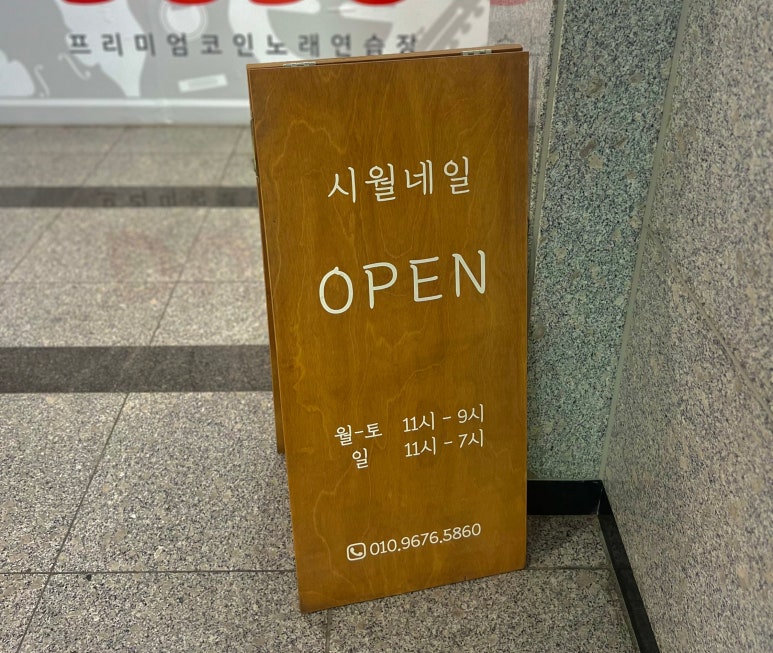 프리미엄코인노래연습장
시월네일
OPEN
월-토 11시 - 9시
일 11시 - 7시
010.9676.5860